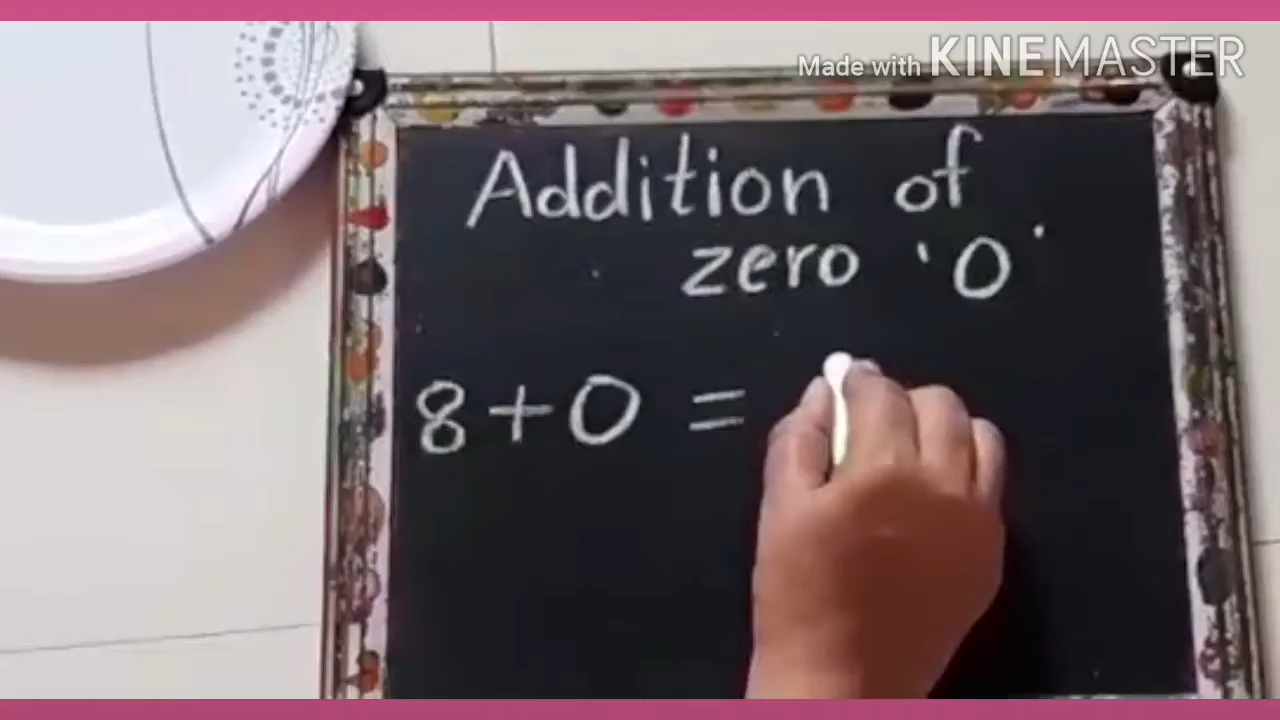 Made with KINEMASTER
Addition of
zero '0'
8+0 =